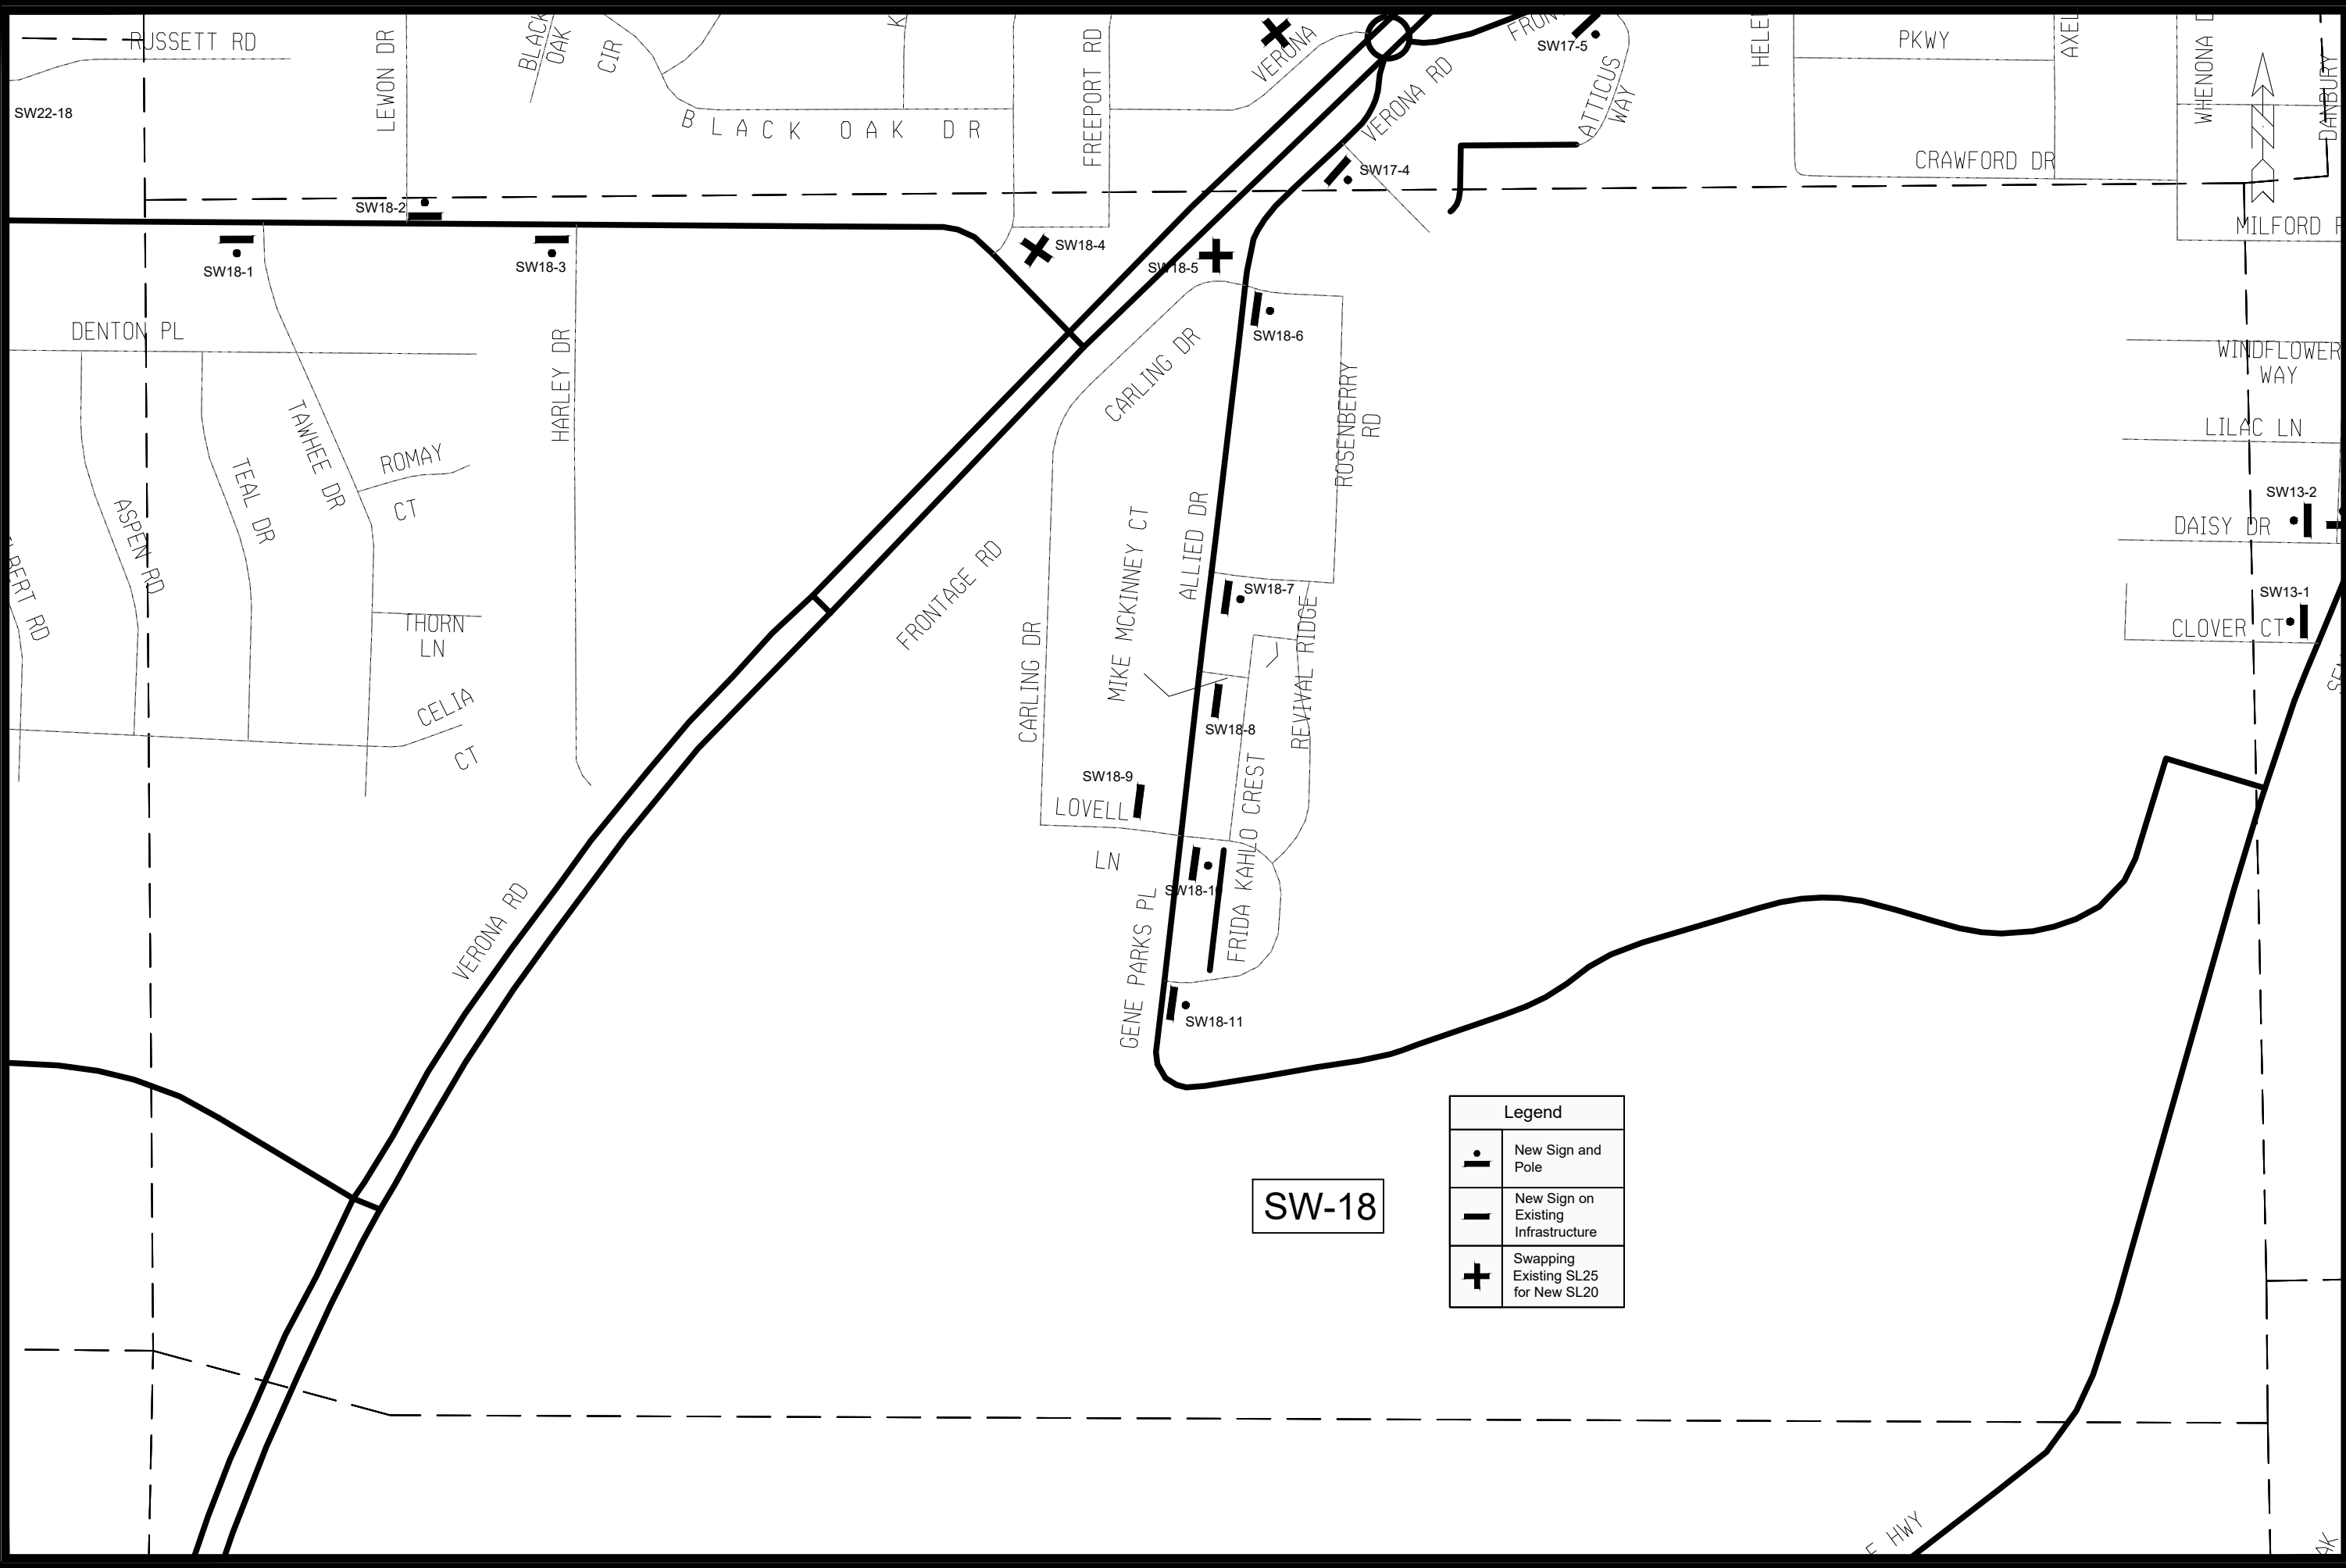 RUSSETT RD
LEWON DR
BLACK
OAK
CIR
K
FREEPORT RD
VERONA
SW17-5
ATTICUS
WAY
PKWY
WHENONA D
DANBURY
SW22-18
BLACK OAK DR
VERONA RD
SW17-4
CRAWFORD DR
SW18-2
MILFORD
SW18-1
SW18-3
SW18-4
SW18-5
SW18-6
DENTON PL
HARLEY DR
CARLING DR
ROSENBERRY
RD
WINDFLOWER
WAY
LILAC LN
TAWHEE DR
ROMAY
CT
TEAL DR
ASPEN RD
BERT RD
SW13-2
DAISY DR
ALLIED DR
MIKE MCKINNEY CT
FRONTAGE RD
SW18-7
SW13-1
CLOVER CT
THORN
LN
CARLING DR
REVIVAL RIDGE
CELIA
CT
SW18-8
SW18-9
LOVELL
LN
FRIDA KAHLO CREST
SW18-10
VERONA RD
GENE PARKS PL
SW18-11
SW-18
Legend
New Sign and
Pole
New Sign on
Existing
Infrastructure
Swapping
Existing SL25
for New SL20
HWY